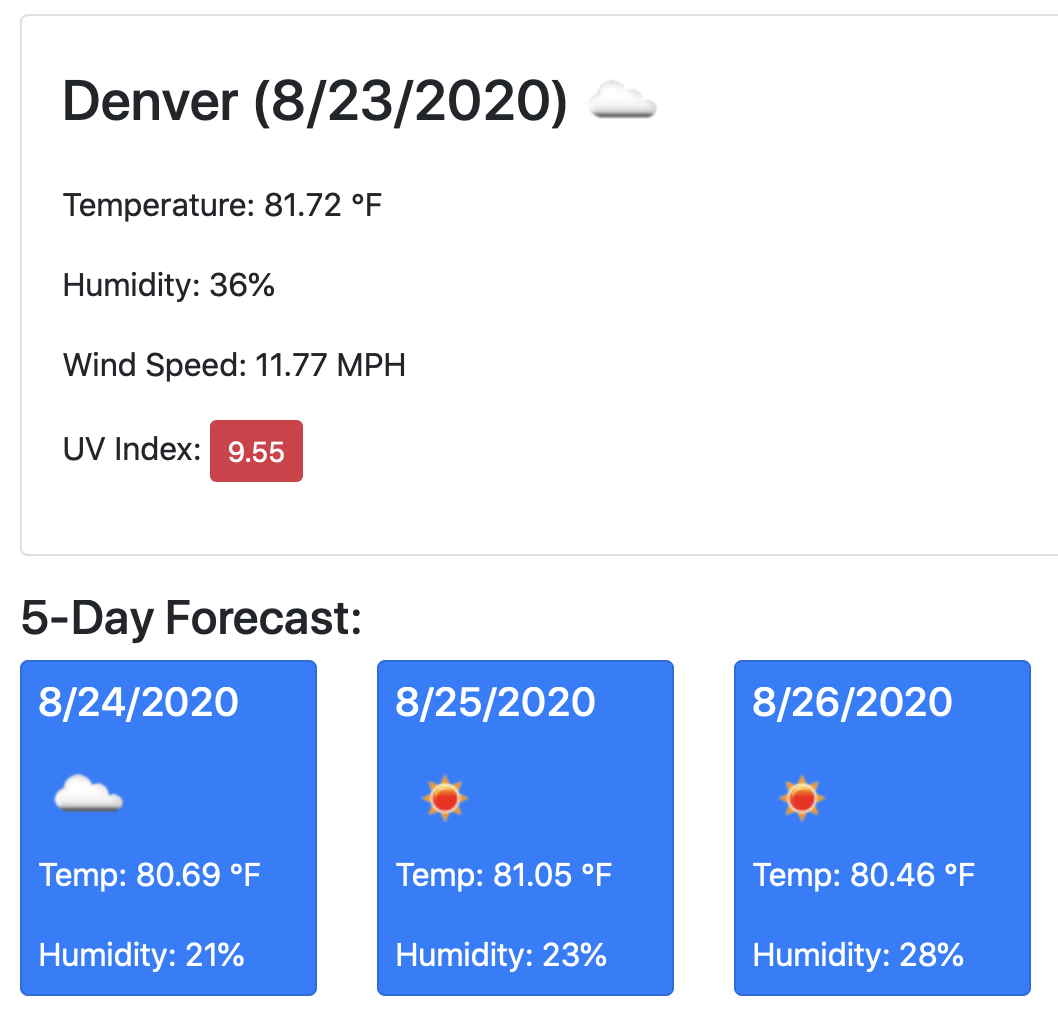 Denver (8/23/2020)
Temperature: 81.72 °F
Humidity: 36%
Wind Speed: 11.77 MPH
UV Index: 9.55
5-Day Forecast:
8/24/2020
Temp: 80.69 °F
Humidity: 21%
8/25/2020
Temp: 81.05 °F
Humidity: 23%
8/26/2020
Temp: 80.46 °F
Humidity: 28%